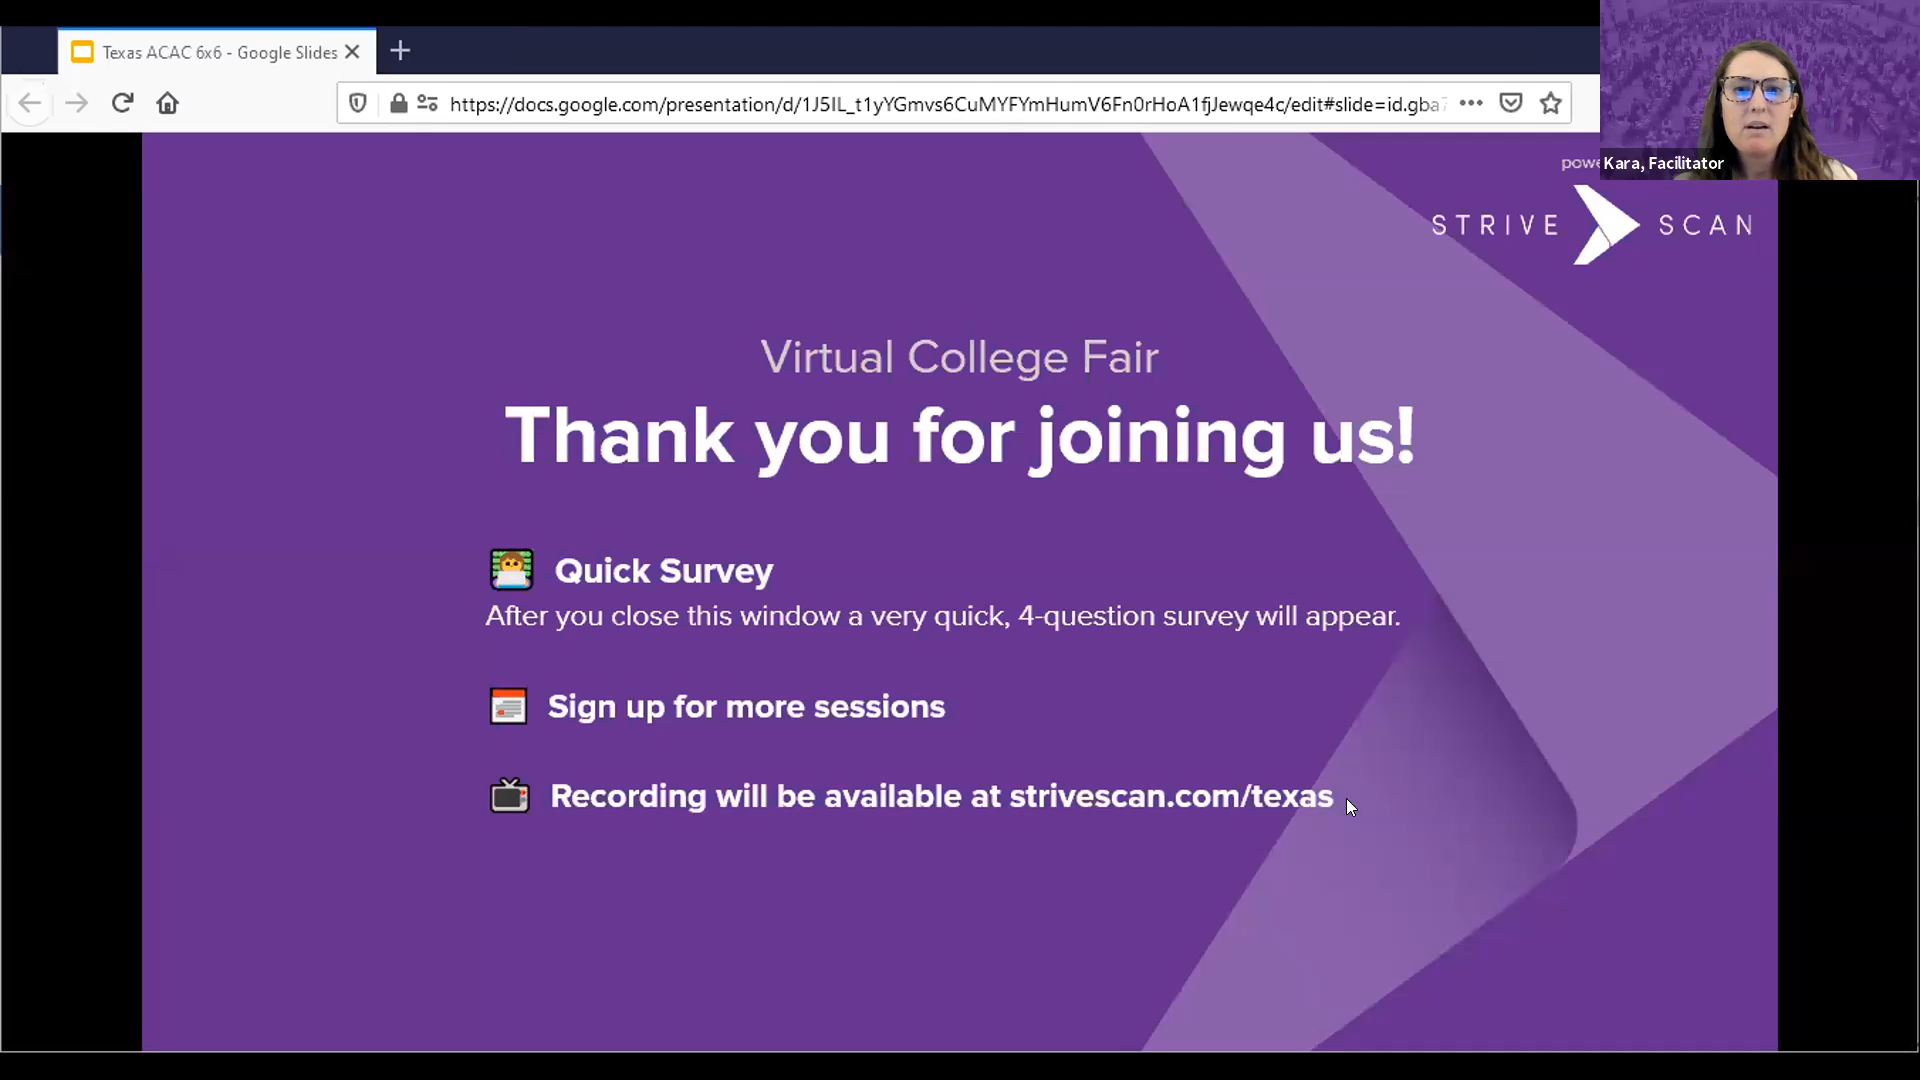 Texas ACAC 6x6 - Google Slides
https://docs.google.com/presentation/d/1J5IL_t1yYGmvs6CuMYFYmHumV6Fn0rHoA1fjJewqe4c/edit#slide=id.gba
Kara, Facilitator
STRIVE SCAN
Virtual College Fair
Thank you for joining us!
Quick Survey
After you close this window a very quick, 4-question survey will appear.
Sign up for more sessions
Recording will be available at strivescan.com/texas